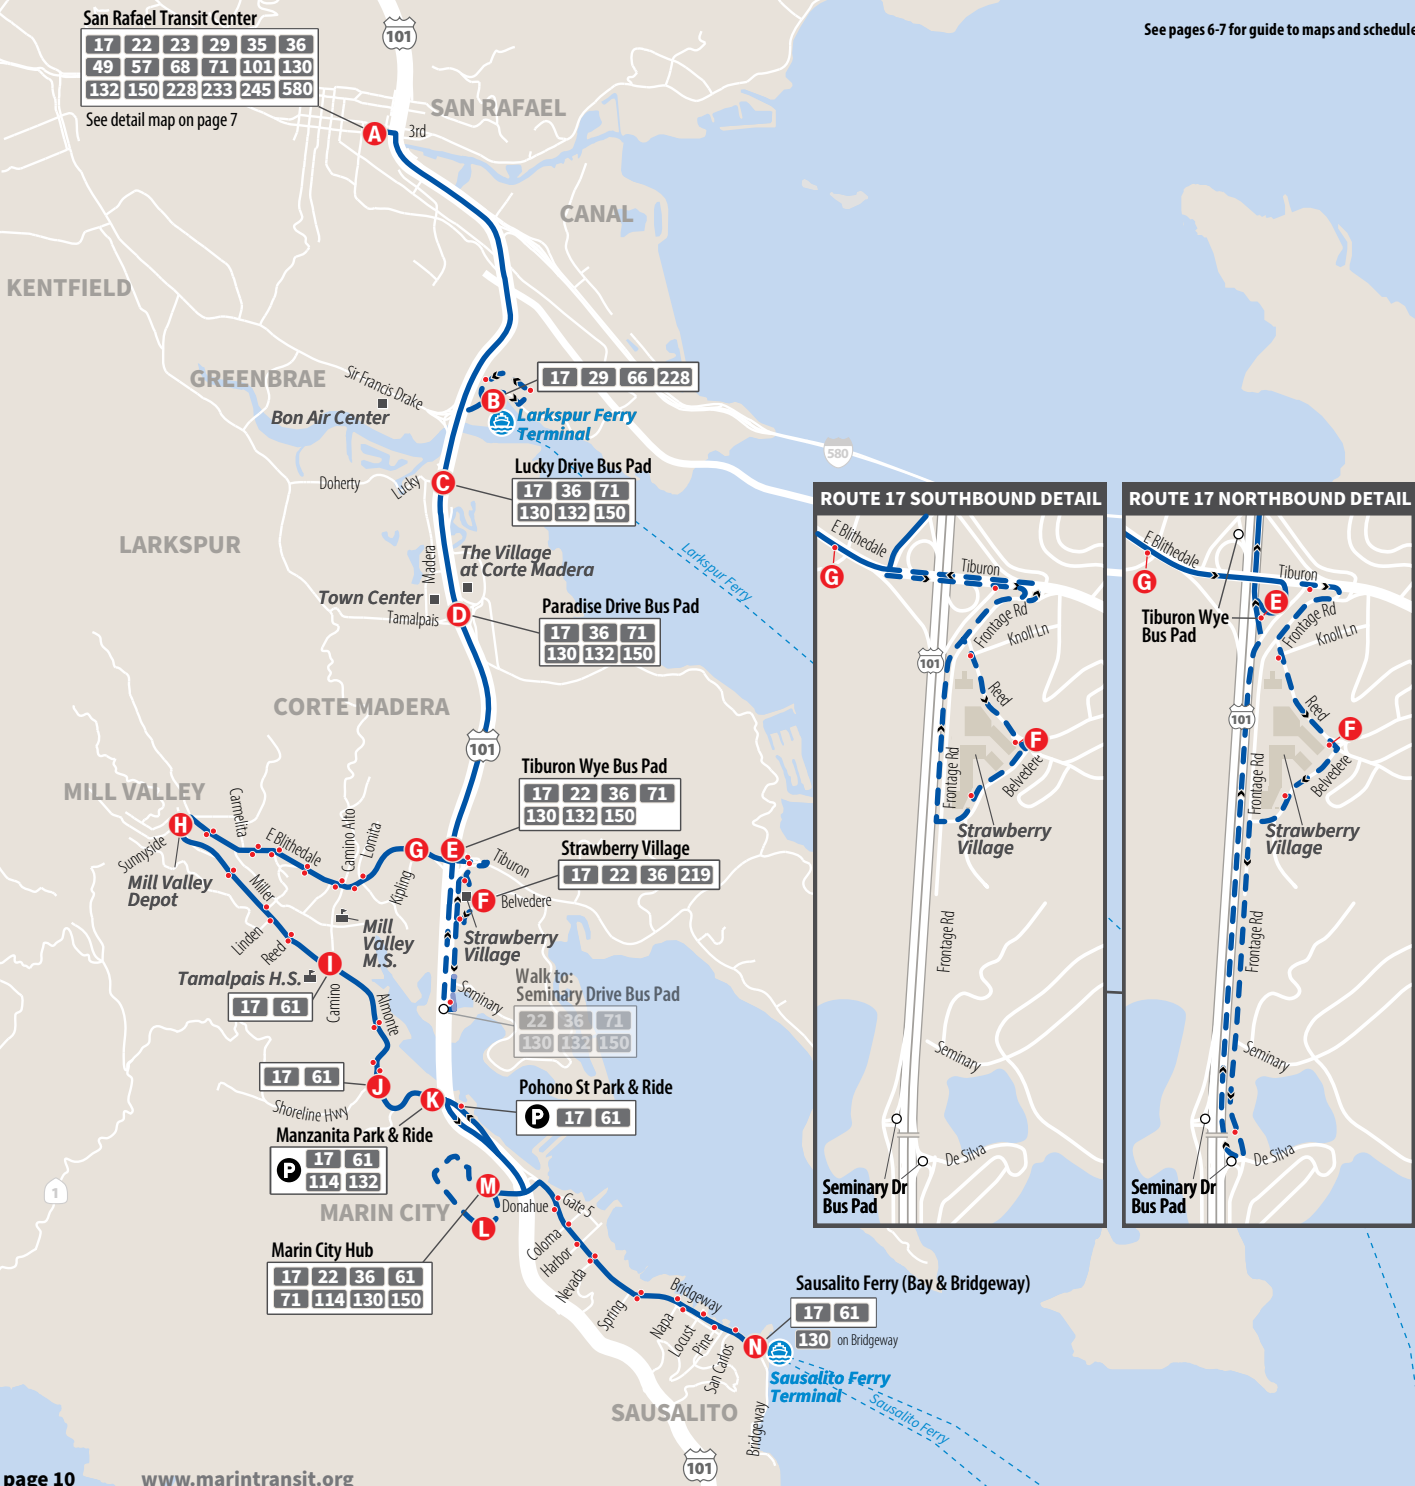 San Rafael Transit Center
17 22 23 29 35 36
49 57 68 71 101 130
132 150 228 233 245 580
See detail map on page 7
101
See pages 6-7 for guide to maps and schedule
SAN RAFAEL
A
3rd
CANAL
KENTFIELD
GREENBRAE
Sir Francis Drake
Bon Air Center
17 29 66 228
B
Larkspur Ferry
Terminal
580
Lucky Drive Bus Pad
17 36 71
130 132 150
C
Doherty
Lucky
LARKSPUR
Madera
The Village
at Corte Madera
Town Center
Tamalpais
D
Larkspur Ferry
Paradise Drive Bus Pad
17 36 71
130 132 150
CORTE MADERA
101
MILL VALLEY
Tiburon Wye Bus Pad
17 22 36 71
130 132 150
H
Carmelita
E Blithedale
Camino Alto
Lomita
G
E
Kipling
Tiburon
Sunnyside
Mill Valley
Depot
Miller
Strawberry Village
17 22 36 219
F
Belvedere
Linden
Reed
Mill
Valley
M.S.
Strawberry
Village
I
Tamalpais H.S.
17 61
Camino
Almonte
Walk to:
Seminary Drive Bus Pad
22 36 71
130 132 150
Seminary
17 61
J
K
Shoreline Hwy
Pohono St Park & Ride
P 17 61
Manzanita Park & Ride
P 17 61
114 132
M
L
MARIN CITY
Donahue
Gate 5
Coloma
Harbor
Nevada
Marin City Hub
17 22 36 61
71 114 130 150
1
Spring
Bridgeway
Napa
Locust
Pine
San Carlos
N
Sausalito Ferry (Bay & Bridgeway)
17 61
130 on Bridgeway
Sausalito Ferry
Terminal
Sausalito Ferry
SAUSALITO
Bridgeway
101
ROUTE 17 SOUTHBOUND DETAIL
E Blithedale
G
Tiburon
Frontage Rd
Knoll Ln
101
Reed
F
Frontage Rd
Belvedere
Strawberry
Village
Frontage Rd
Seminary
De Silva
Seminary Dr
Bus Pad
ROUTE 17 NORTHBOUND DETAIL
E Blithedale
G
Tiburon
E
Tiburon Wye
Bus Pad
Frontage Rd
Knoll Ln
101
Reed
F
Frontage Rd
Belvedere
Strawberry
Village
Frontage Rd
Seminary
De Silva
Seminary Dr
Bus Pad
page 10
www.marintransit.org